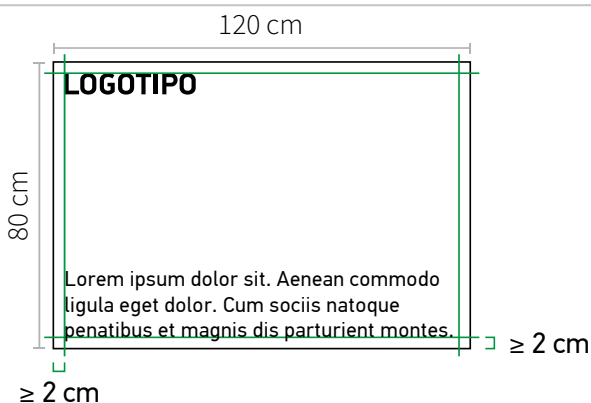 120 cm
LOGOTIPO
80 cm
Lorem ipsum dolor sit. Aenean commodo
ligula eget dolor. Cum sociis natoque
penatibus et magnis dis parturient montes.
≥ 2 cm
≥ 2 cm